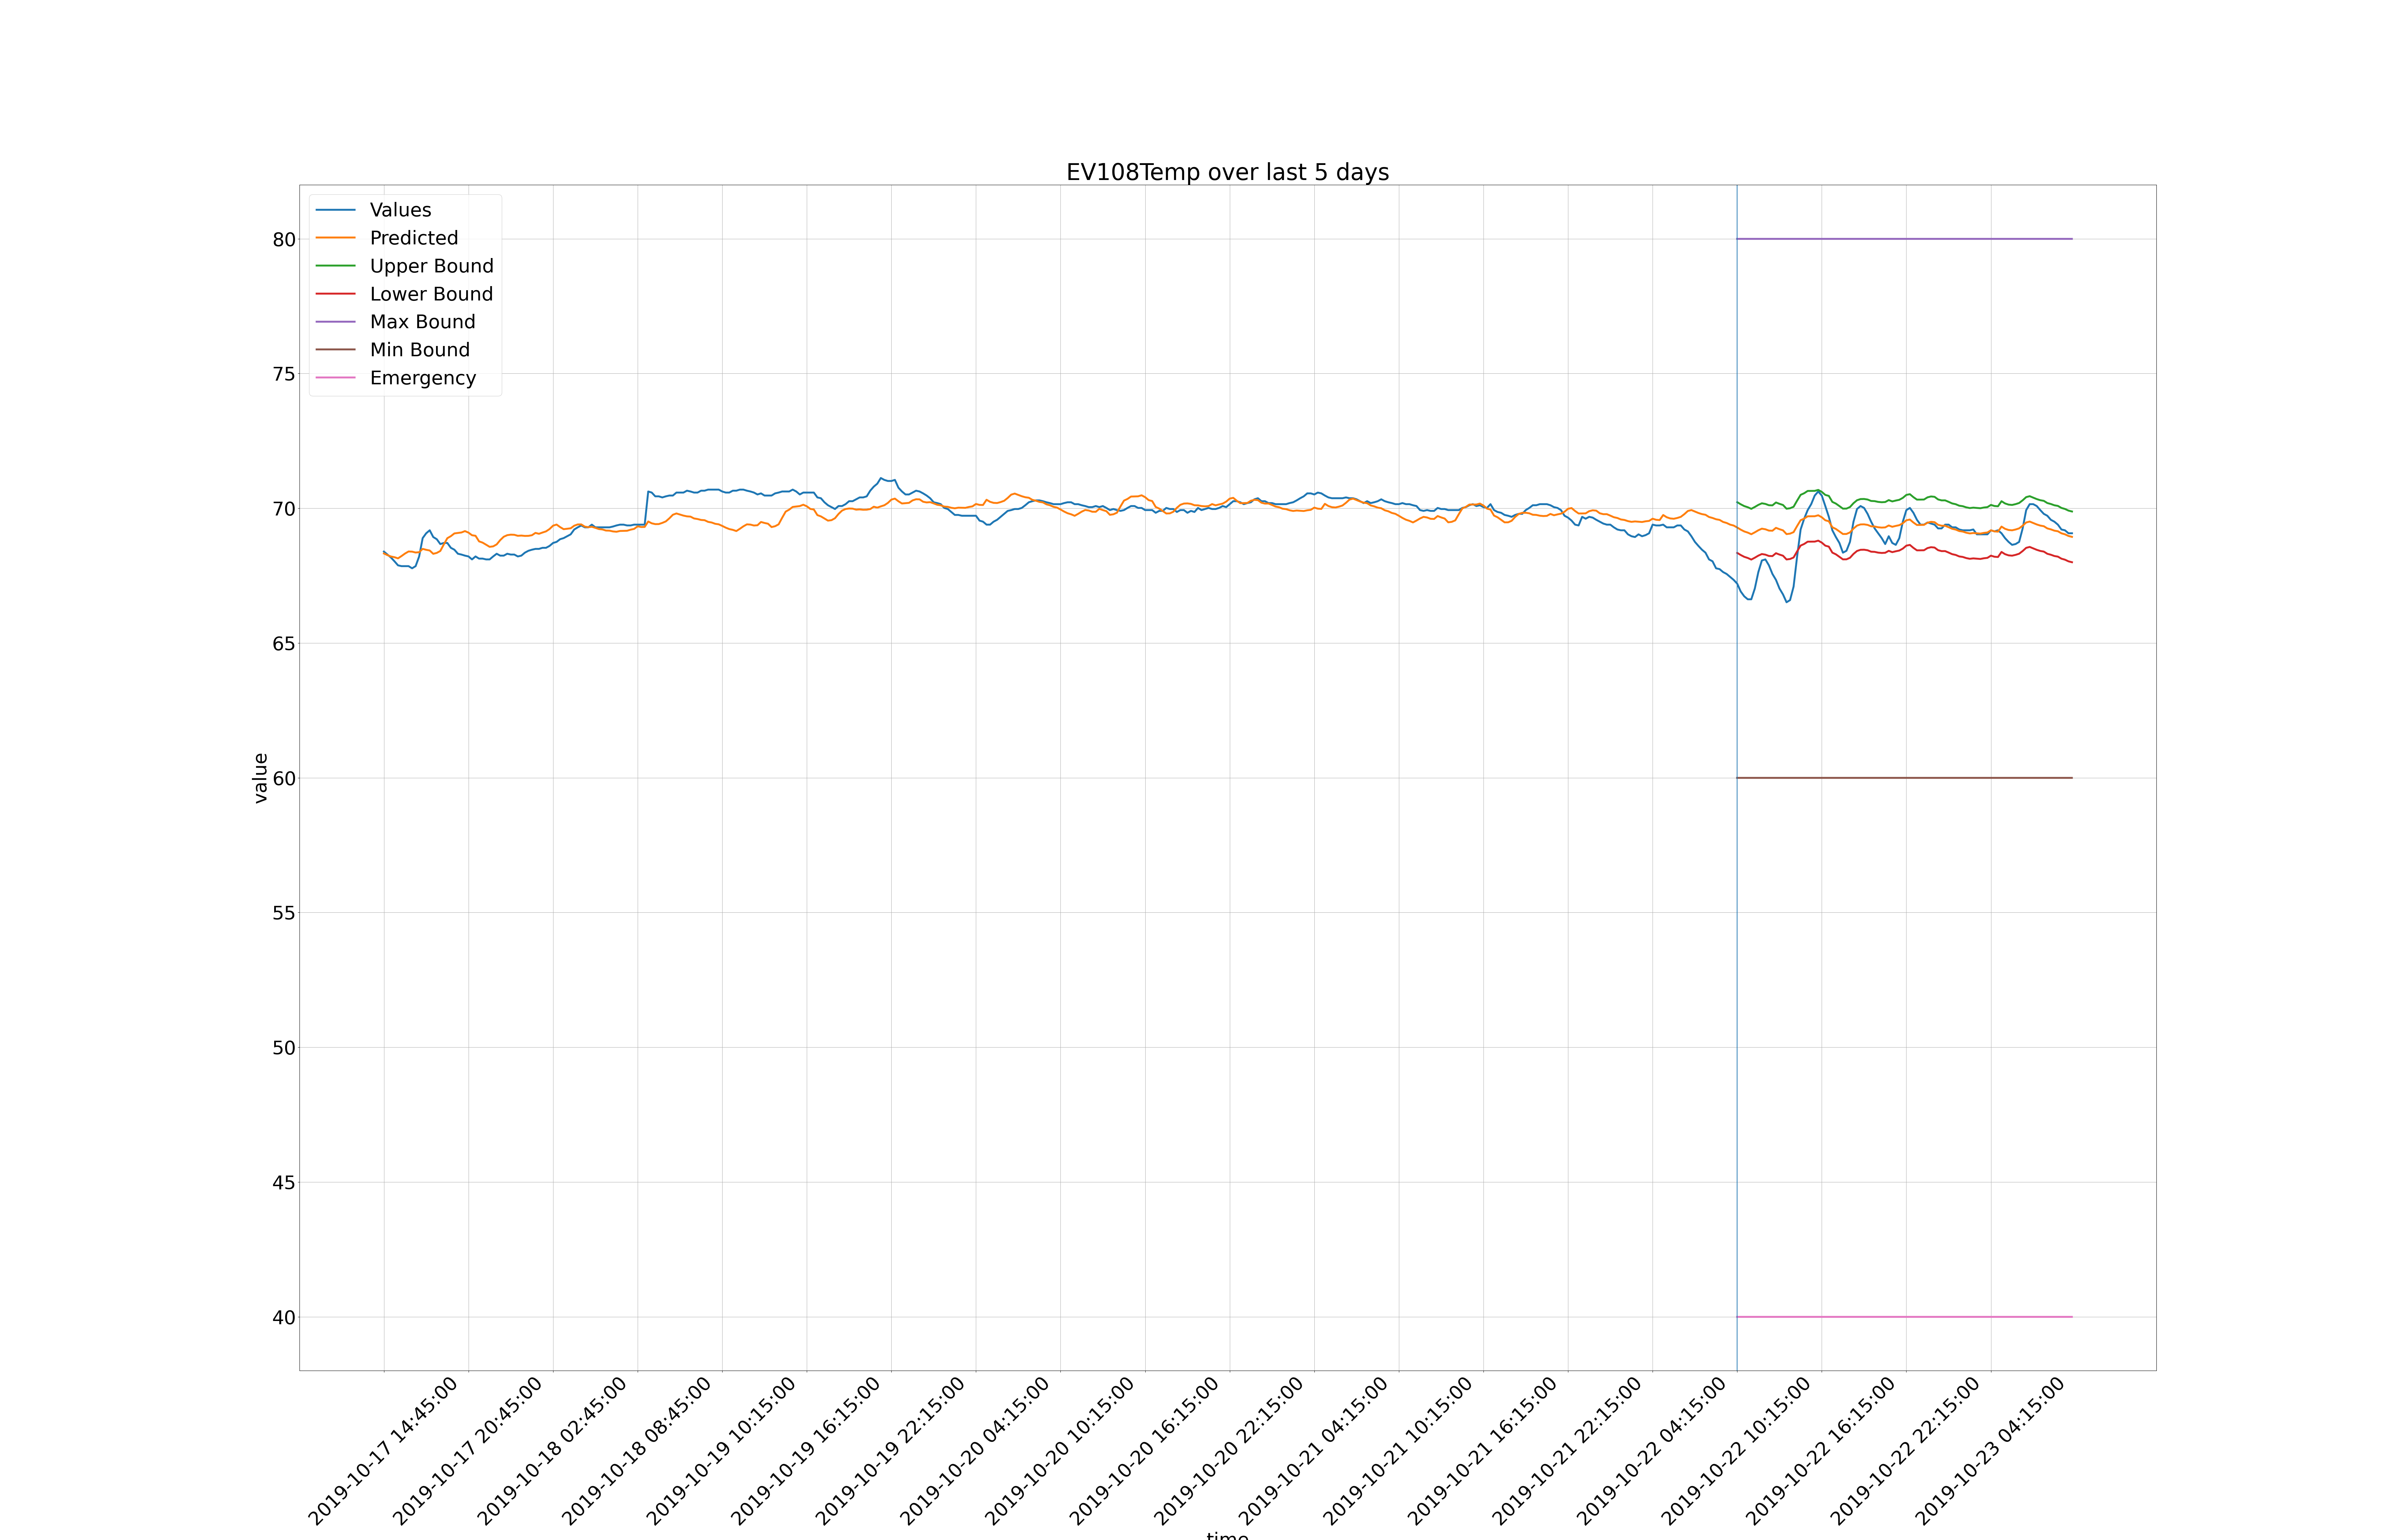 EV108Temp over last 5 days
Values
Predicted
Upper Bound
Lower Bound
Max Bound
Min Bound
Emergency
80
75
70
65
60
55
50
45
40
value
2019-10-17 14:45:00
2019-10-17 20:45:00
2019-10-18 02:45:00
2019-10-18 08:45:00
2019-10-19 10:15:00
2019-10-19 16:15:00
2019-10-19 22:15:00
2019-10-20 04:15:00
2019-10-20 10:15:00
2019-10-20 16:15:00
2019-10-20 22:15:00
2019-10-21 04:15:00
2019-10-21 10:15:00
2019-10-21 16:15:00
2019-10-21 22:15:00
2019-10-22 04:15:00
2019-10-22 10:15:00
2019-10-22 16:15:00
2019-10-22 22:15:00
2019-10-23 04:15:00
time